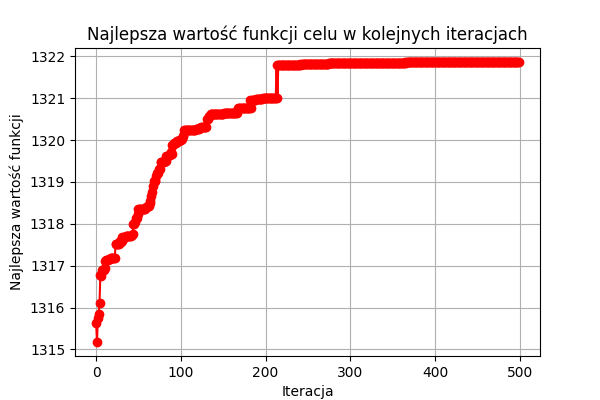 Najlepsza wartość funkcji celu w kolejnych iteracjach
1322
1321
1320
1319
1318
1317
1316
1315
Najlepsza wartość funkcji
0 100 200 300 400 500
Iteracja